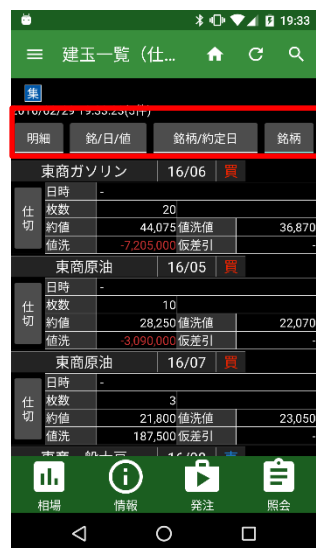 19:33
建玉一覧（仕...
集
2016/02/29 19:33:23(5件)
明細 銘/日/値 銘柄/約定日 銘柄
東商ガソリン 16/06 買
仕切
日時 -
枚数 20
約値 44,075 値洗値 36,870
値洗 -7,205,000 仮差引 -
東商原油 16/05 買
仕切
日時 -
枚数 10
約値 28,250 値洗値 22,070
値洗 -3,090,000 仮差引 -
東商原油 16/07 買
仕切
日時 -
枚数 3
約値 21,800 値洗値 23,050
値洗 187,500 仮差引 -
相場 情報 発注 照会